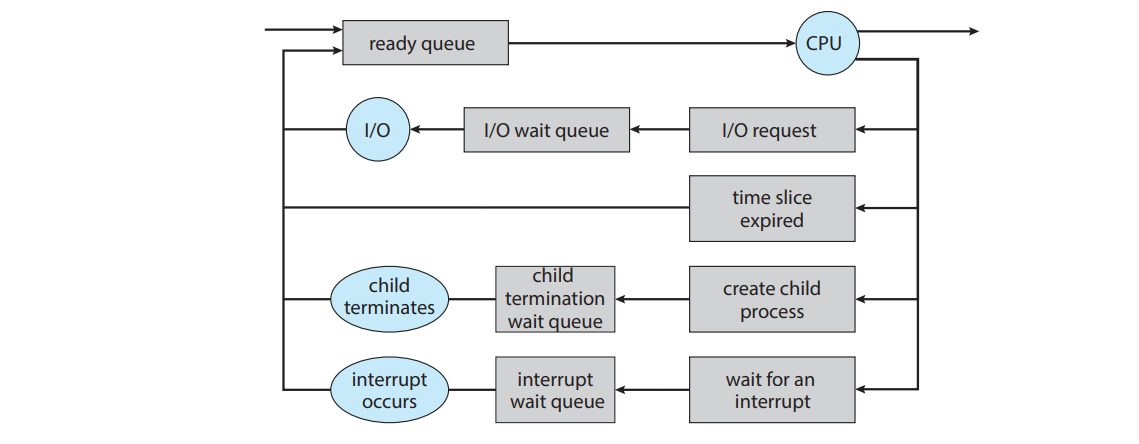 ready queue
CPU
I/O
I/O wait queue
I/O request
time slice
expired
child
terminates
child
termination
wait queue
create child
process
interrupt
occurs
interrupt
wait queue
wait for an
interrupt